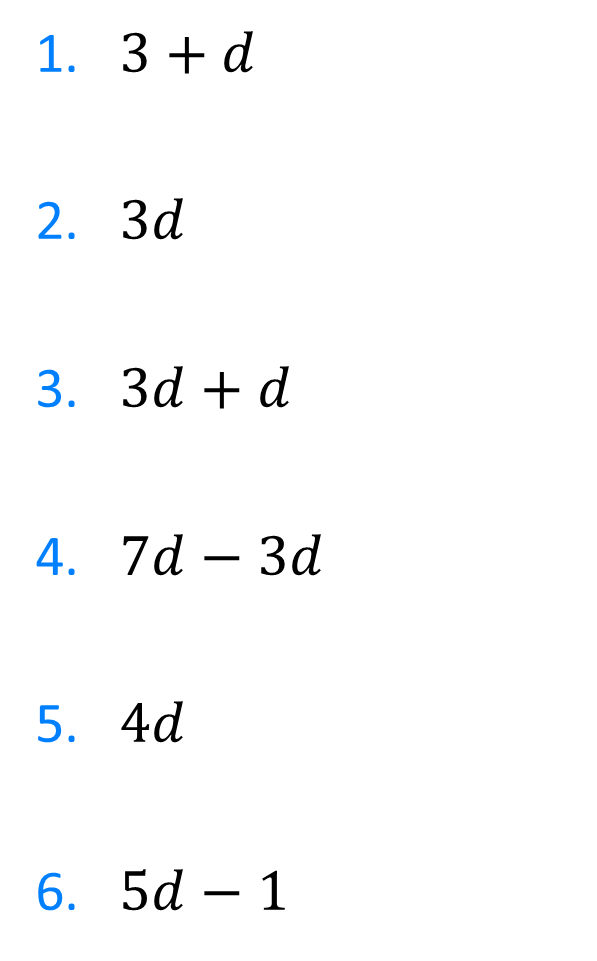 1. 3 + d
2. 3d
3. 3d + d
4. 7d − 3d
5. 4d
6. 5d − 1